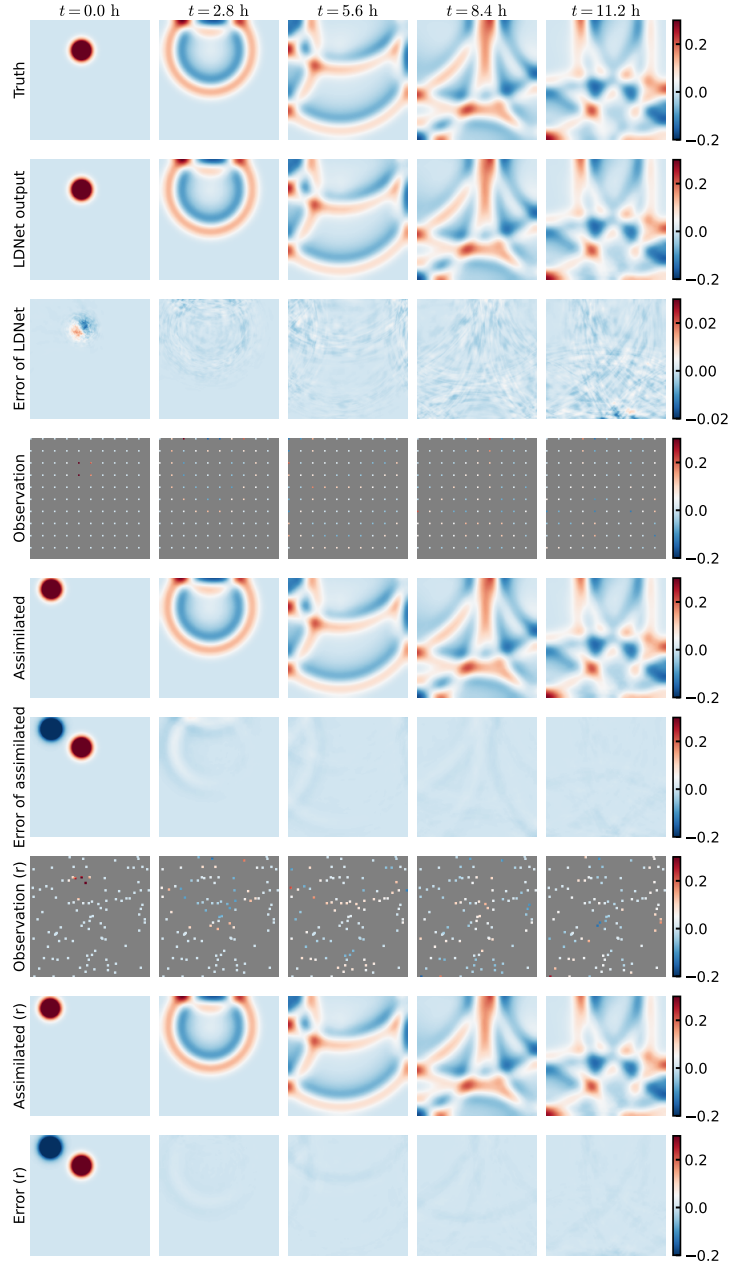 t = 0.0 h t = 2.8 h t = 5.6 h t = 8.4 h t = 11.2 h
Truth
0.2
0.0
−0.2
LDNet output
0.2
0.0
−0.2
Error of LDNet
0.02
0.00
−0.02
Observation
0.2
0.0
−0.2
Assimilated
0.2
0.0
−0.2
Error of assimilated
0.2
0.0
−0.2
Observation (r)
0.2
0.0
−0.2
Assimilated (r)
0.2
0.0
−0.2
Error (r)
0.2
0.0
−0.2